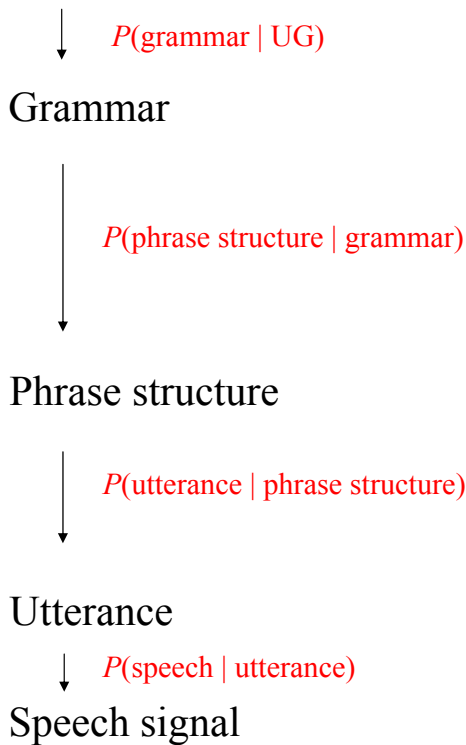 P(grammar | UG)
Grammar
P(phrase structure | grammar)
Phrase structure
P(utterance | phrase structure)
Utterance
P(speech | utterance)
Speech signal